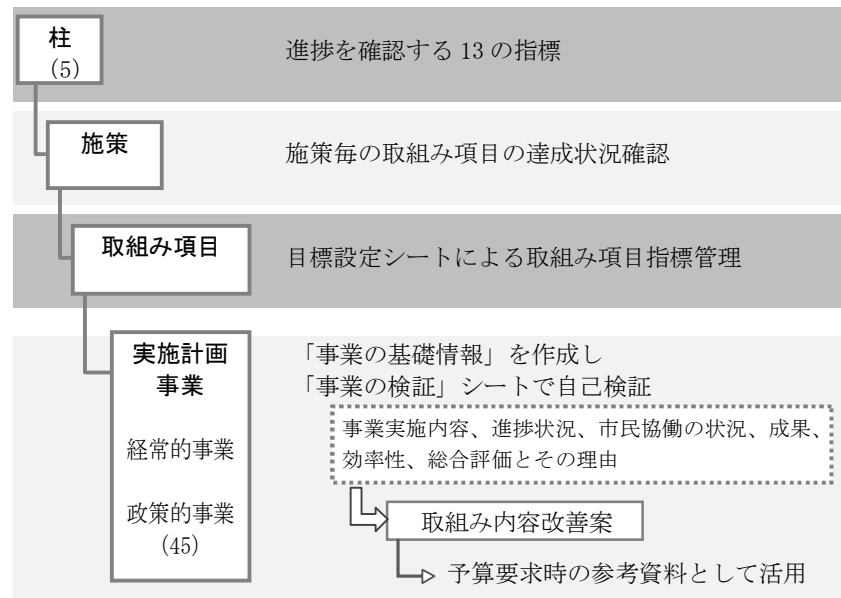 柱
(5)
進捗を確認する 13 の指標
施策
施策毎の取組み項目の達成状況確認
取組み項目
目標設定シートによる取組み項目指標管理
実施計画
事業
経常的事業
政策的事業
(45)
「事業の基礎情報」を作成し
「事業の検証」シートで自己検証
事業実施内容、進捗状況、市民協働の状況、成果、
効率性、総合評価とその理由
取組み内容改善案
予算要求時の参考資料として活用